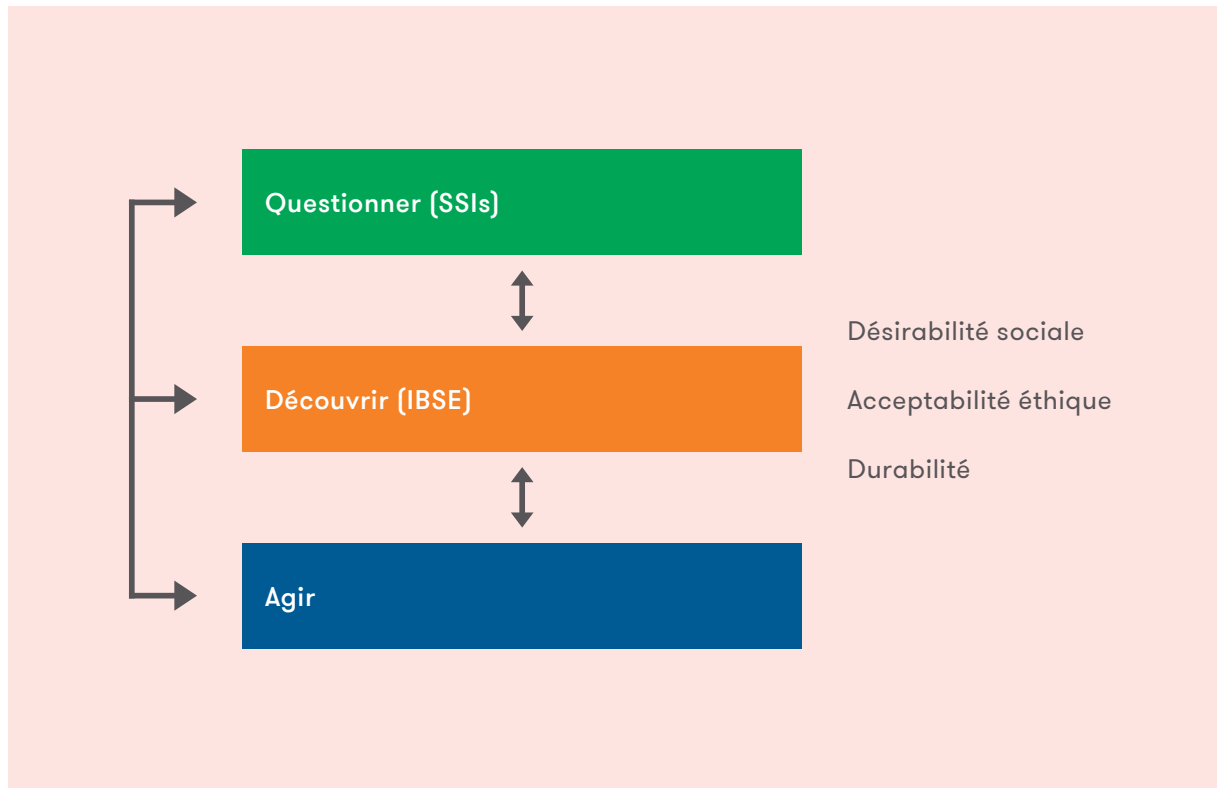 Questionner (SSIs)
Découvrir (IBSE)
Agir
Désirabilité sociale
Acceptabilité éthique
Durabilité